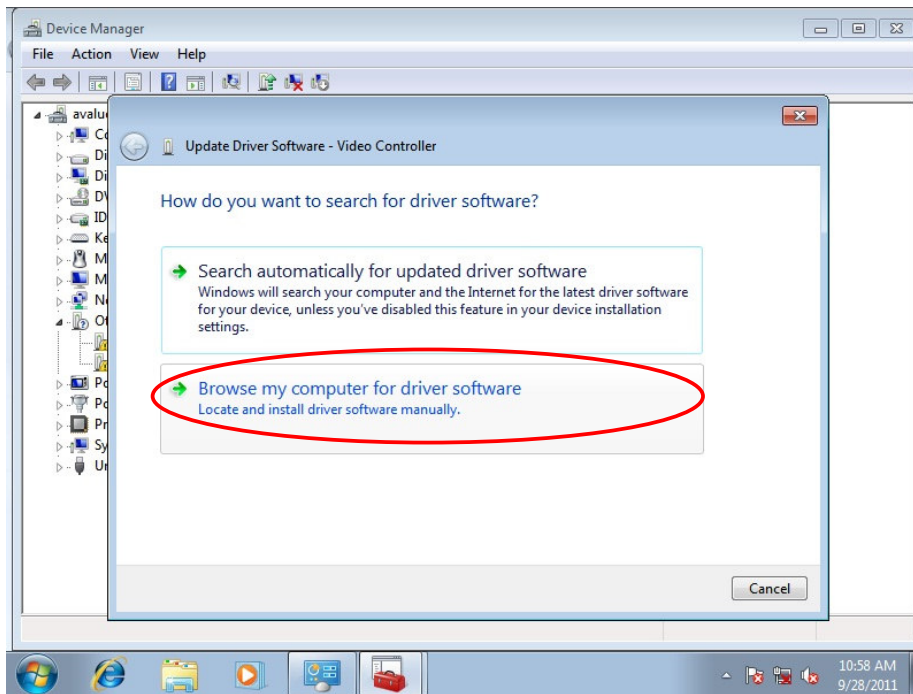 Device Manager
File Action View Help
Update Driver Software - Video Controller
How do you want to search for driver software?
Search automatically for updated driver software
Windows will search your computer and the Internet for the latest driver software
for your device, unless you've disabled this feature in your device installation
settings.
Browse my computer for driver software
Locate and install driver software manually.
Cancel
10:58 AM
9/28/2011